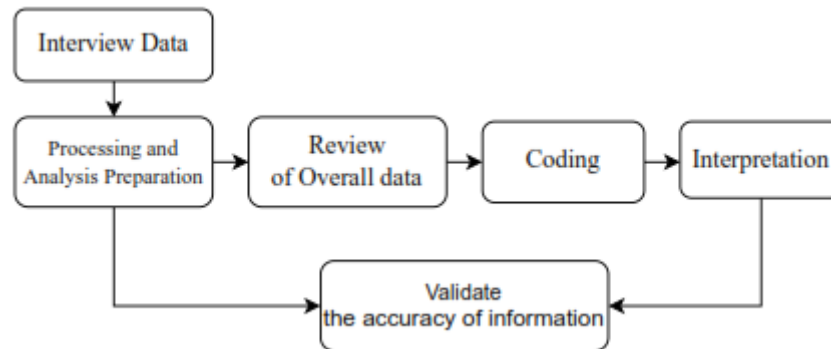 Interview Data
Processing and
Analysis Preparation
Review
of Overall data
Coding
Interpretation
Validate
the accuracy of information